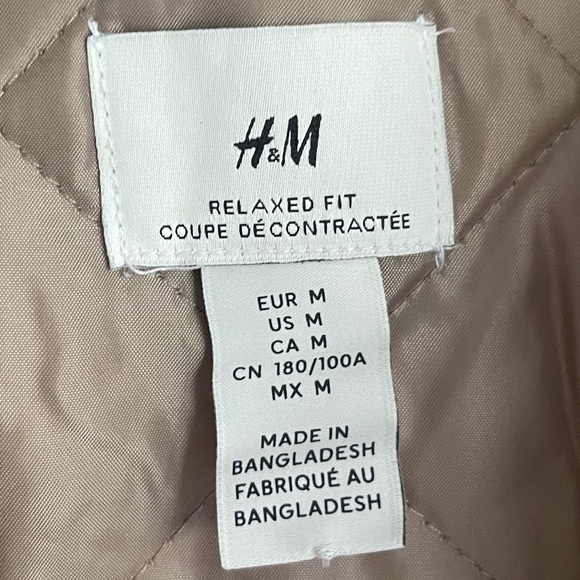 H&M
RELAXED FIT
COUPE DÉCONTRACTÉE
EUR M
US M
CA M
CN 180/100A
MX M
MADE IN
BANGLADESH
FABRIQUÉ AU
BANGLADESH